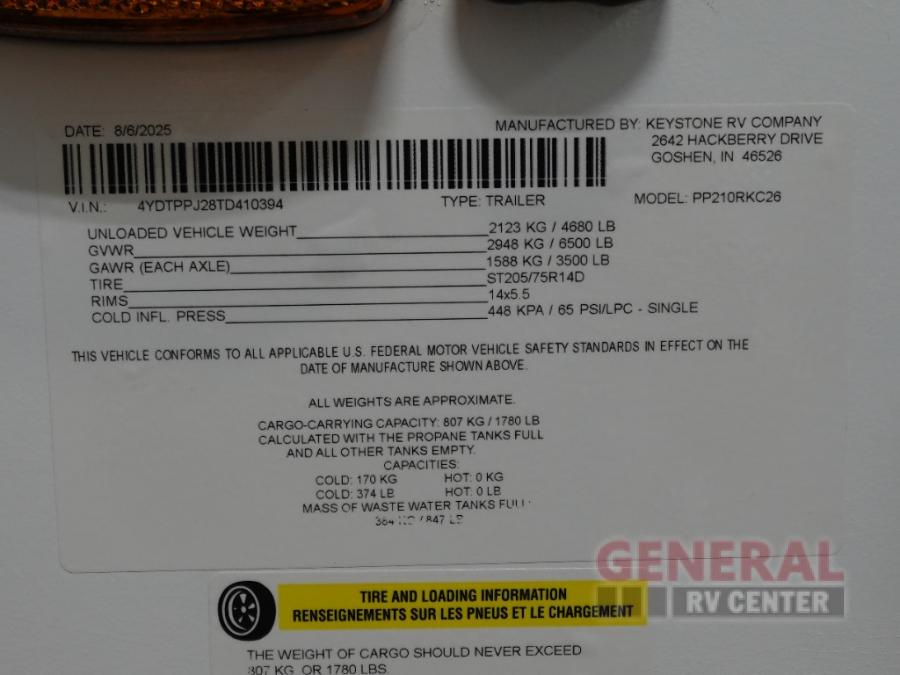 DATE: 8/6/2025
MANUFACTURED BY: KEYSTONE RV COMPANY
2642 HACKBERRY DRIVE
GOSHEN, IN 46526
V.I.N.: 4YDTPPJ28TD410394 TYPE: TRAILER MODEL: PP210RKC26
UNLOADED VEHICLE WEIGHT 2123 KG / 4680 LB
GVWR 2948 KG / 6500 LB
GAWR (EACH AXLE) 1588 KG / 3500 LB
TIRE ST205/75R14D
RIMS 14x5.5
COLD INFL. PRESS 448 KPA / 65 PSI/LPC - SINGLE
THIS VEHICLE CONFORMS TO ALL APPLICABLE U.S. FEDERAL MOTOR VEHICLE SAFETY STANDARDS IN EFFECT ON THE
DATE OF MANUFACTURE SHOWN ABOVE.
ALL WEIGHTS ARE APPROXIMATE.
CARGO-CARRYING CAPACITY: 807 KG / 1780 LB
CALCULATED WITH THE PROPANE TANKS FULL
AND ALL OTHER TANKS EMPTY.
CAPACITIES:
COLD: 170 KG HOT: 0 KG
COLD: 374 LB HOT: 0 LB
MASS OF WASTE WATER TANKS FULL:
384 KG / 847 LB
TIRE AND LOADING INFORMATION
RENSEIGNEMENTS SUR LES PNEUS ET LE CHARGEMENT
THE WEIGHT OF CARGO SHOULD NEVER EXCEED
807 KG OR 1780 LBS.
GENERAL
RV CENTER